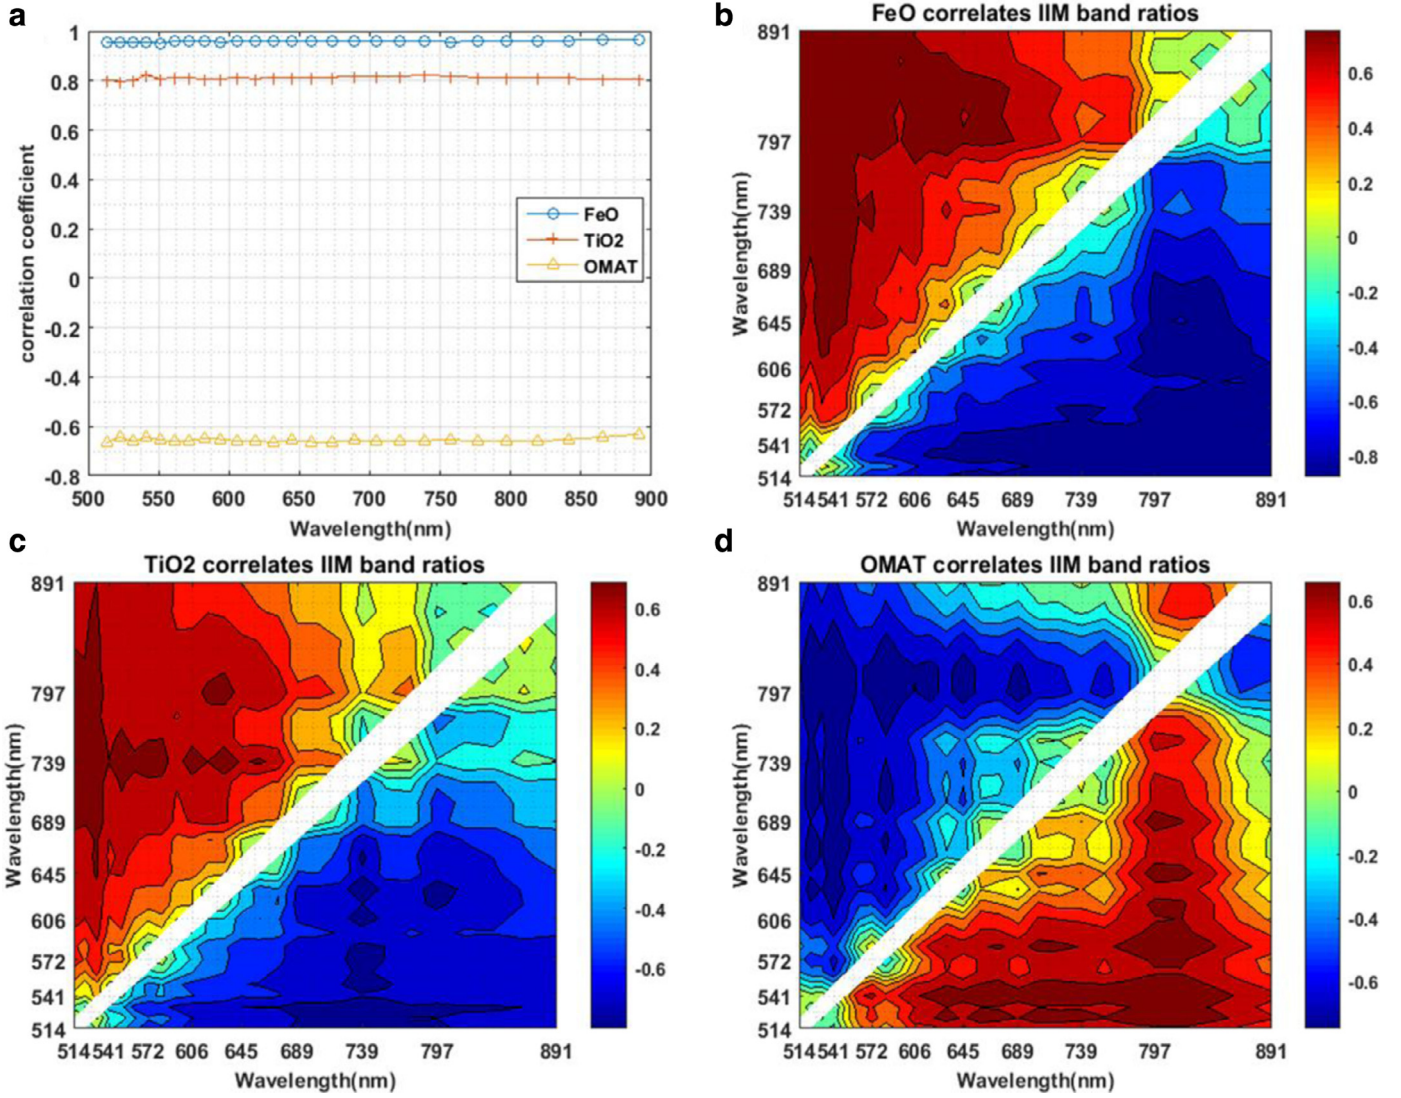 a
1
0.8
0.6
0.4
0.2
0
-0.2
-0.4
-0.6
-0.8
correlation coefficient
500 550 600 650 700 750 800 850 900
Wavelength(nm)
FeO
TiO2
OMAT
b
FeO correlates IIM band ratios
891
797
739
689
645
606
572
541
514
Wavelength(nm)
514 541 572 606 645 689 739 797 891
Wavelength(nm)
0.6
0.4
0.2
0
-0.2
-0.4
-0.6
-0.8
c
TiO2 correlates IIM band ratios
891
797
739
689
645
606
572
541
514
Wavelength(nm)
514 541 572 606 645 689 739 797 891
Wavelength(nm)
0.6
0.4
0.2
0
-0.2
-0.4
-0.6
d
OMAT correlates IIM band ratios
891
797
739
689
645
606
572
541
514
Wavelength(nm)
514 541 572 606 645 689 739 797 891
Wavelength(nm)
0.6
0.4
0.2
0
-0.2
-0.4
-0.6